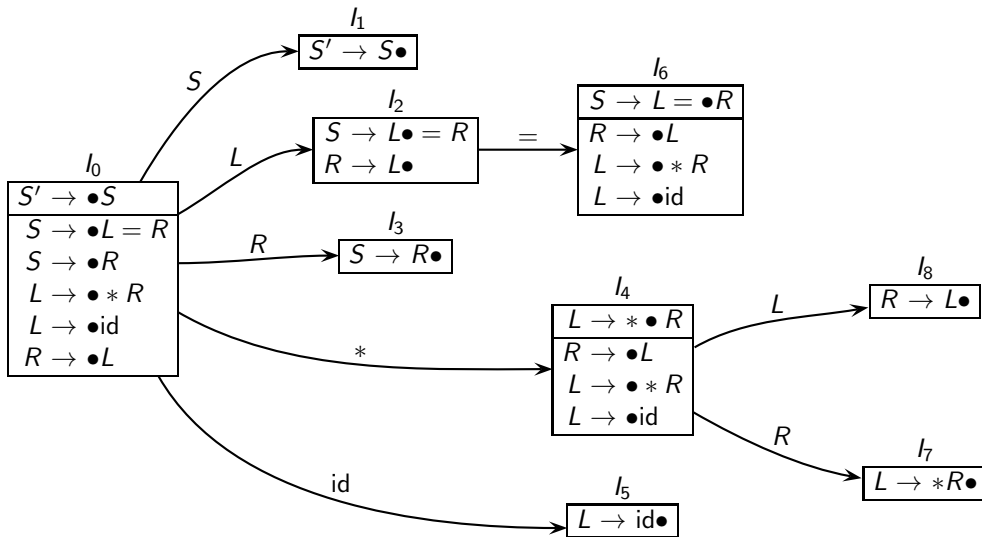 I₁
S′ → S●
S
I₆
S → L = ●R
R → ●L
L → ● * R
L → ●id
I₂
S → L● = R
R → L●
=
L
I₀
S′ → ●S
S → ●L = R
S → ●R
L → ● * R
L → ●id
R → ●L
I₃
S → R●
R
I₄
L → * ● R
R → ●L
L → ● * R
L → ●id
*
I₈
R → L●
L
R
I₇
L → *R●
id
I₅
L → id●